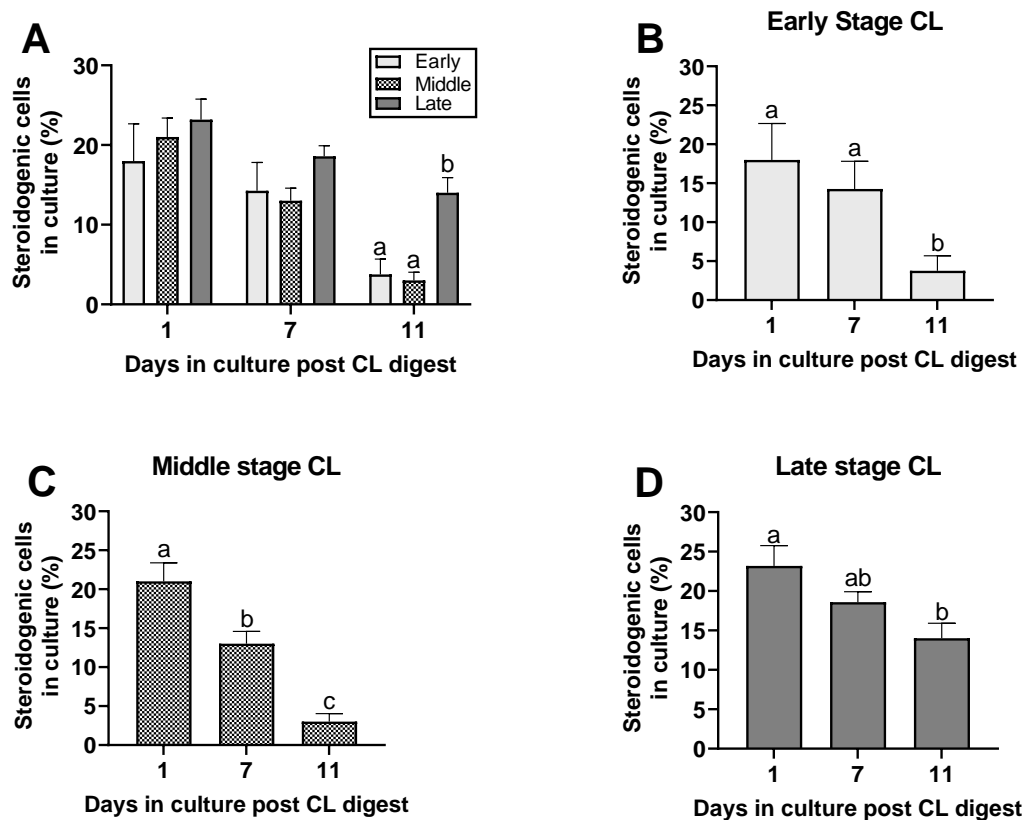 A
Early
Middle
Late
Steroidogenic cells
in culture (%)
30
20
10
0
a
a
b
1
7
11
Days in culture post CL digest
B
Early Stage CL
Steroidogenic cells
in culture (%)
30
25
20
15
10
5
0
a
a
b
1
7
11
Days in culture post CL digest
C
Middle stage CL
Steroidogenic cells
in culture (%)
30
25
20
15
10
5
0
a
b
c
1
7
11
Days in culture post CL digest
D
Late stage CL
Steroidogenic cells
in culture (%)
30
25
20
15
10
5
0
a
ab
b
1
7
11
Days in culture post CL digest